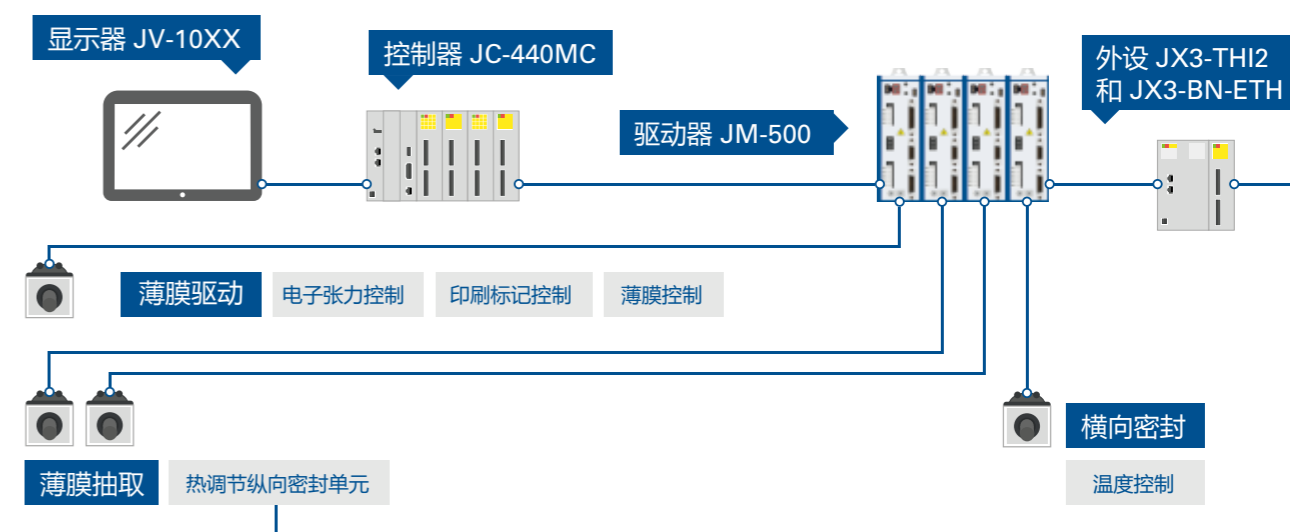 显示器 JV-10XX
控制器 JC-440MC
驱动器 JM-500
外设 JX3-THI2
和 JX3-BN-ETH
薄膜驱动
电子张力控制
印刷标记控制
薄膜控制
薄膜抽取
热调节纵向密封单元
横向密封
温度控制